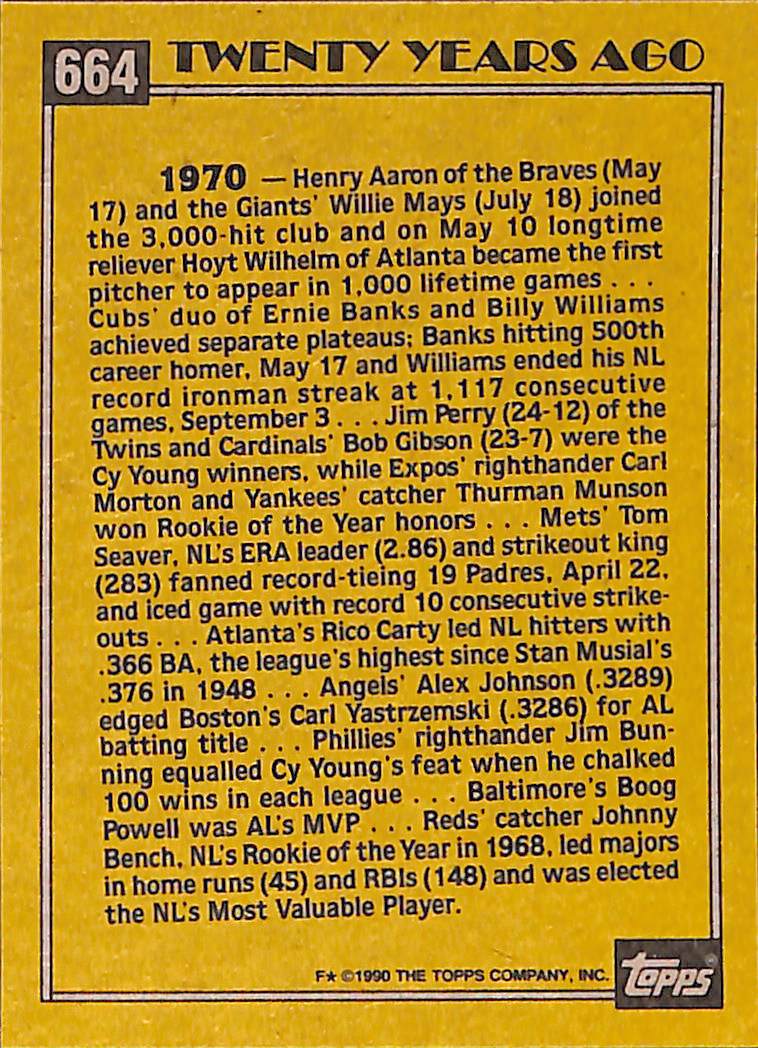 664 TWENTY YEARS AGO
1970 — Henry Aaron of the Braves (May
17) and the Giants' Willie Mays (July 18) joined
the 3,000-hit club and on May 10 longtime
reliever Hoyt Wilhelm of Atlanta became the first
pitcher to appear in 1,000 lifetime games . . .
Cubs' duo of Ernie Banks and Billy Williams
achieved separate plateaus; Banks hitting 500th
career homer, May 17 and Williams ended his NL
record ironman streak at 1,117 consecutive
games, September 3 . . . Jim Perry (24-12) of the
Twins and Cardinals' Bob Gibson (23-7) were the
Cy Young winners, while Expos' righthander Carl
Morton and Yankees' catcher Thurman Munson
won Rookie of the Year honors . . . Mets' Tom
Seaver, NL's ERA leader (2.86) and strikeout king
(283) fanned record-tieing 19 Padres, April 22,
and iced game with record 10 consecutive strike-
outs . . . Atlanta's Rico Carty led NL hitters with
.366 BA, the league's highest since Stan Musial's
.376 in 1948 . . . Angels' Alex Johnson (.3289)
edged Boston's Carl Yastrzemski (.3286) for AL
batting title . . . Phillies' righthander Jim Bun-
ning equalled Cy Young's feat when he chalked
100 wins in each league . . . Baltimore's Boog
Powell was AL's MVP . . . Reds' catcher Johnny
Bench, NL's Rookie of the Year in 1968, led majors
in home runs (45) and RBIs (148) and was elected
the NL's Most Valuable Player.
F★ ©1990 THE TOPPS COMPANY, INC. topps®